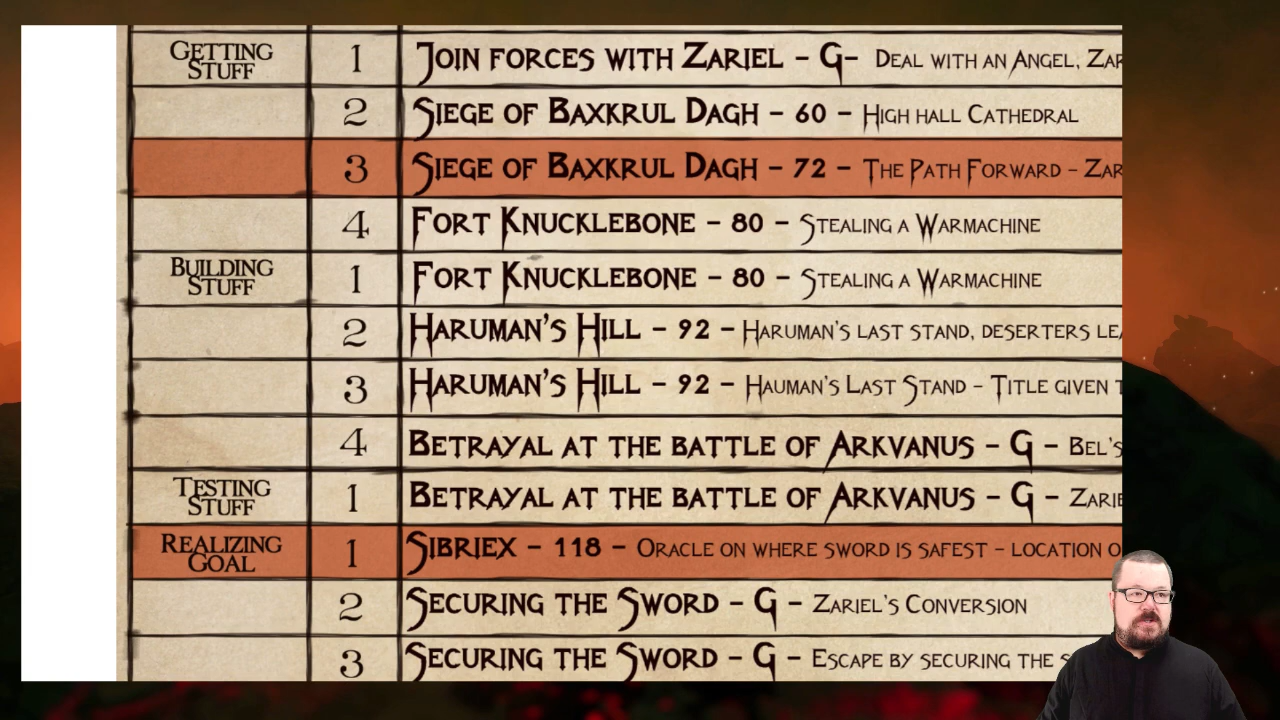 Getting Stuff 1 Join forces with Zariel - G- Deal with an Angel, Zar
2 Siege of Baxkrul Dagh - 60 - High hall Cathedral
3 Siege of Baxkrul Dagh - 72 - The Path Forward - Zar
4 Fort Knucklebone - 80 - Stealing a Warmachine
Building Stuff 1 Fort Knucklebone - 80 - Stealing a Warmachine
2 Haruman's Hill - 92 - Haruman's last stand, deserters lea
3 Haruman's Hill - 92 - Hauman's Last Stand - Title given t
4 Betrayal at the battle of Arkvanus - G - Bel's
Testing Stuff 1 Betrayal at the battle of Arkvanus - G - Zarie
Realizing Goal 1 Sibriex - 118 - Oracle on where sword is safest - location o
2 Securing the Sword - G - Zariel's Conversion
3 Securing the Sword - G - Escape by securing the s